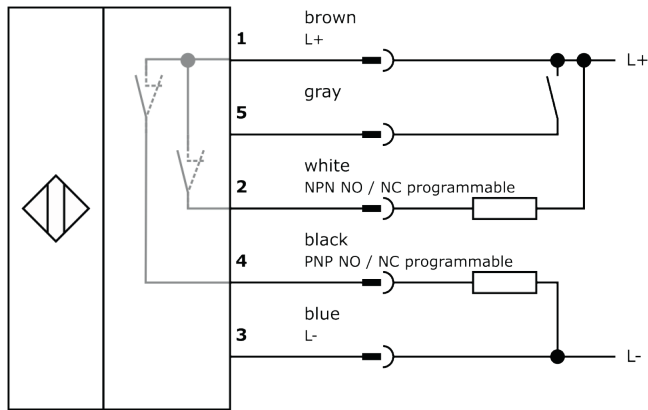 brown
1 L+
L+
gray
5
white
2 NPN NO / NC programmable
black
4 PNP NO / NC programmable
blue
3 L-
L-